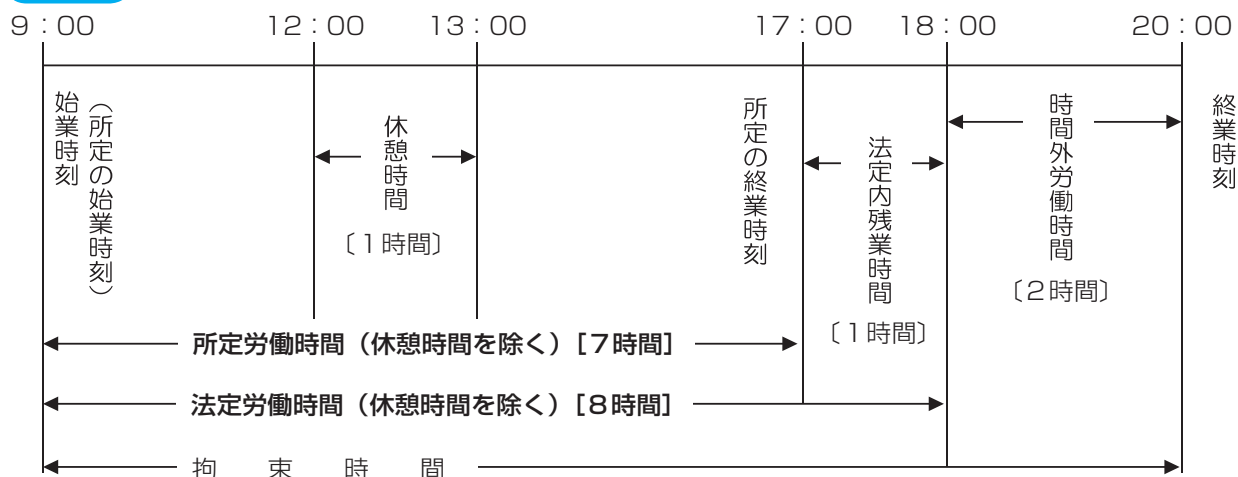 9：00
12：00
13：00
17：00
18：00
20：00
始業時刻
（所定の始業時刻）
休憩時間
〔1時間〕
所定の終業時刻
法定内残業時間
〔1時間〕
時間外労働時間
〔2時間〕
終業時刻
所定労働時間（休憩時間を除く）［7時間］
法定労働時間（休憩時間を除く）［8時間］
拘束時間